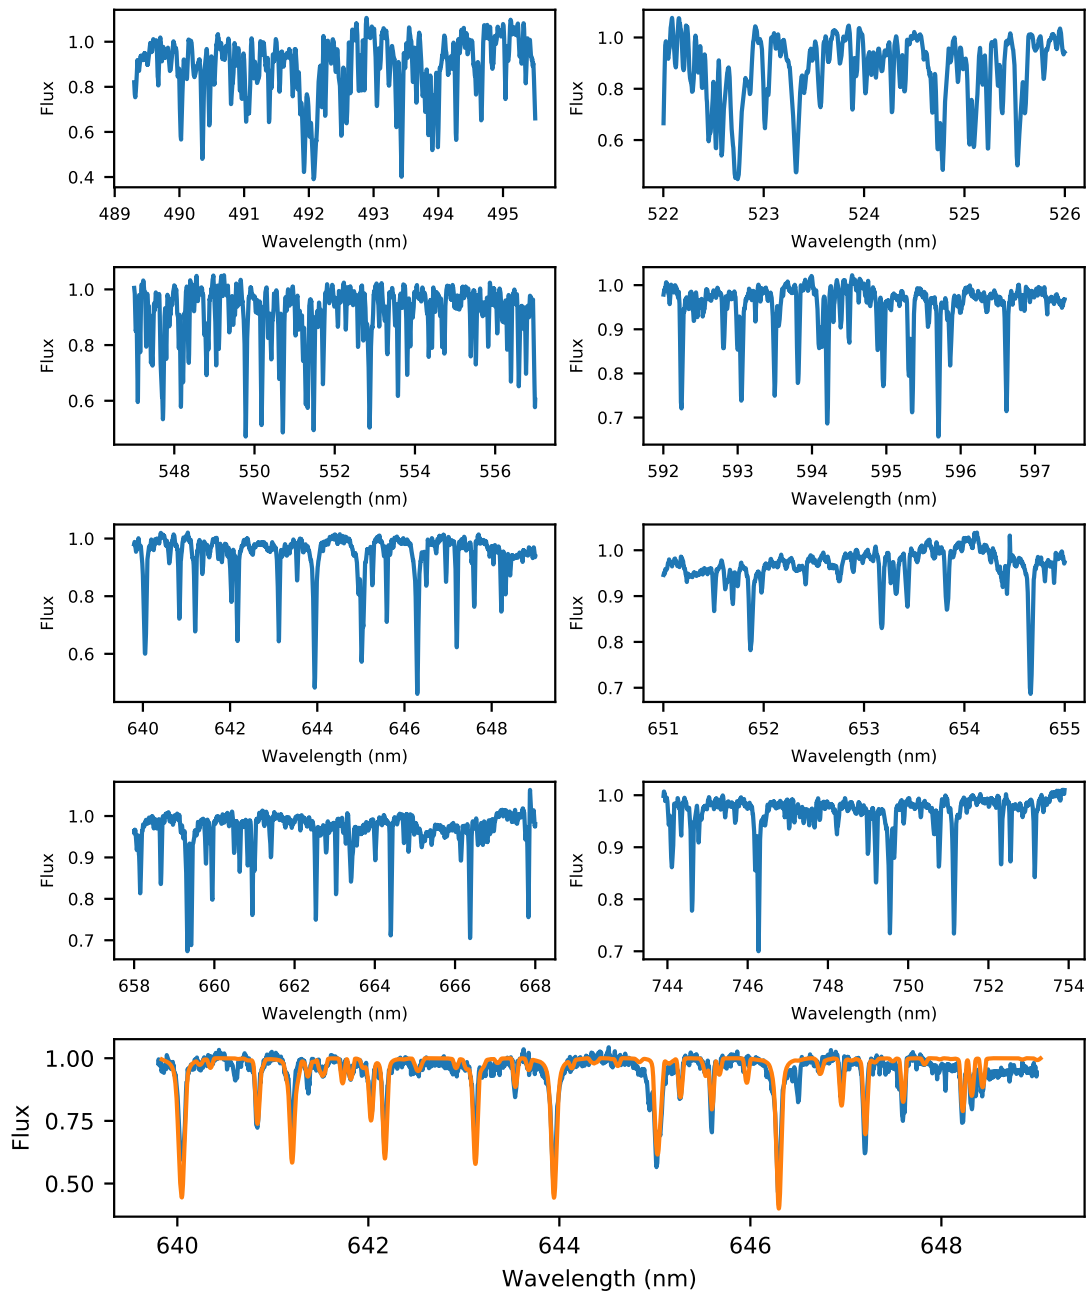 1.0
0.8
0.6
0.4
Flux
489 490 491 492 493 494 495
Wavelength (nm)
1.0
0.8
0.6
Flux
522 523 524 525 526
Wavelength (nm)
1.0
0.8
0.6
Flux
548 550 552 554 556
Wavelength (nm)
1.0
0.9
0.8
0.7
Flux
592 593 594 595 596 597
Wavelength (nm)
1.0
0.8
0.6
Flux
640 642 644 646 648
Wavelength (nm)
1.0
0.9
0.8
0.7
Flux
651 652 653 654 655
Wavelength (nm)
1.0
0.9
0.8
0.7
Flux
658 660 662 664 666 668
Wavelength (nm)
1.0
0.9
0.8
0.7
Flux
744 746 748 750 752 754
Wavelength (nm)
1.00
0.75
0.50
Flux
640 642 644 646 648
Wavelength (nm)